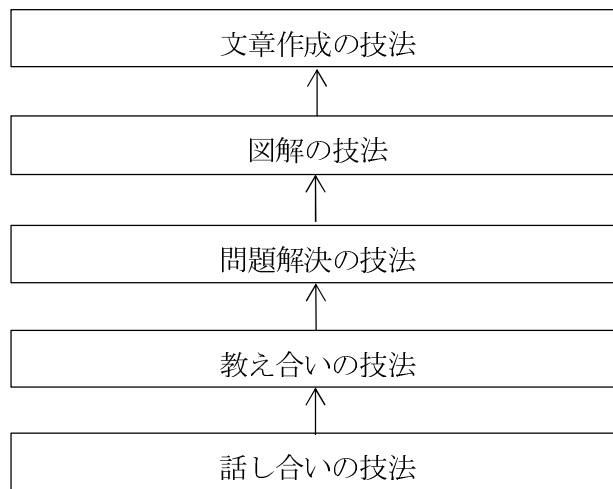 文章作成の技法
図解の技法
問題解決の技法
教え合いの技法
話し合いの技法